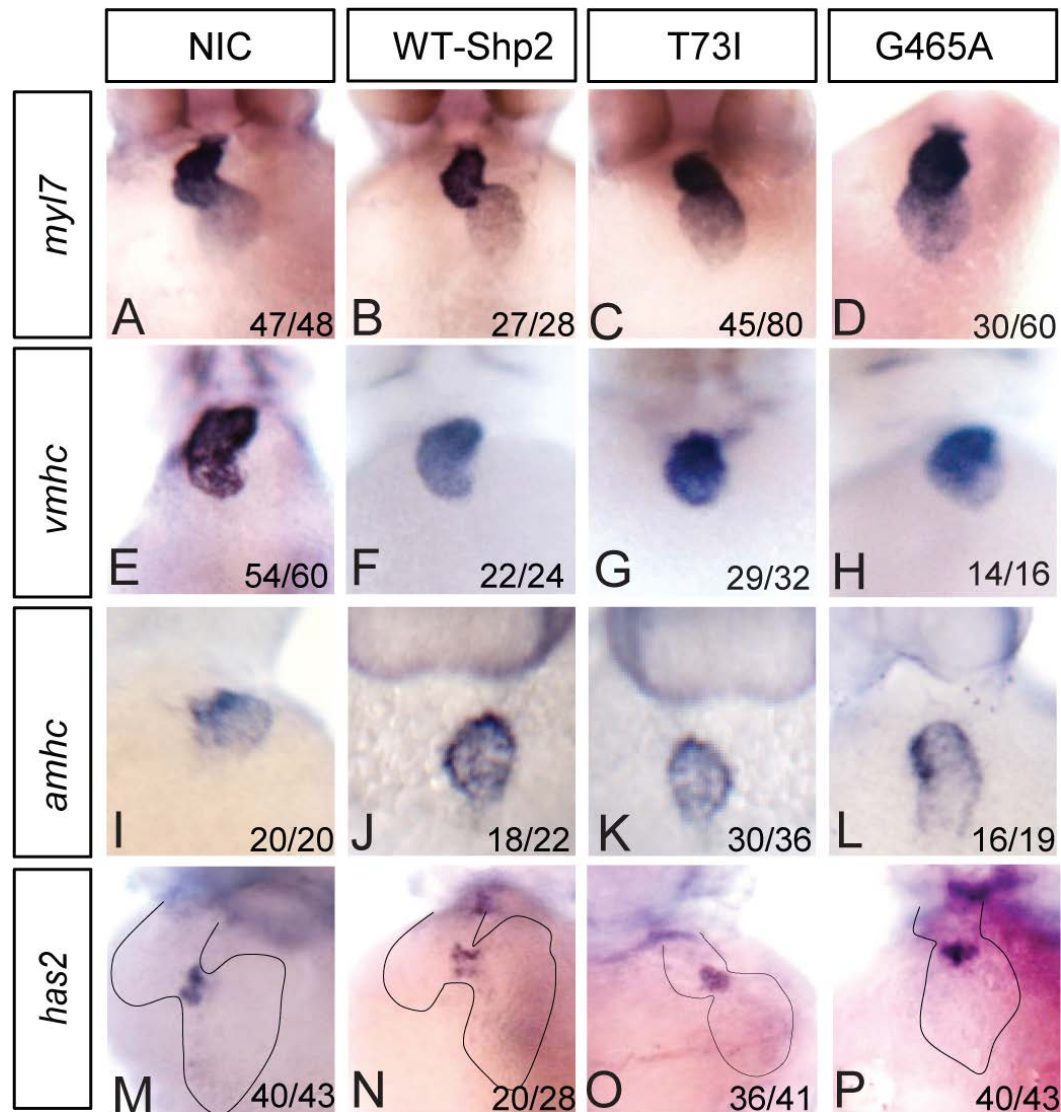 NIC WT-Shp2 T73I G465A
myl7
A 47/48 B 27/28 C 45/80 D 30/60
vmhc
E 54/60 F 22/24 G 29/32 H 14/16
amhc
I 20/20 J 18/22 K 30/36 L 16/19
has2
M 40/43 N 20/28 O 36/41 P 40/43